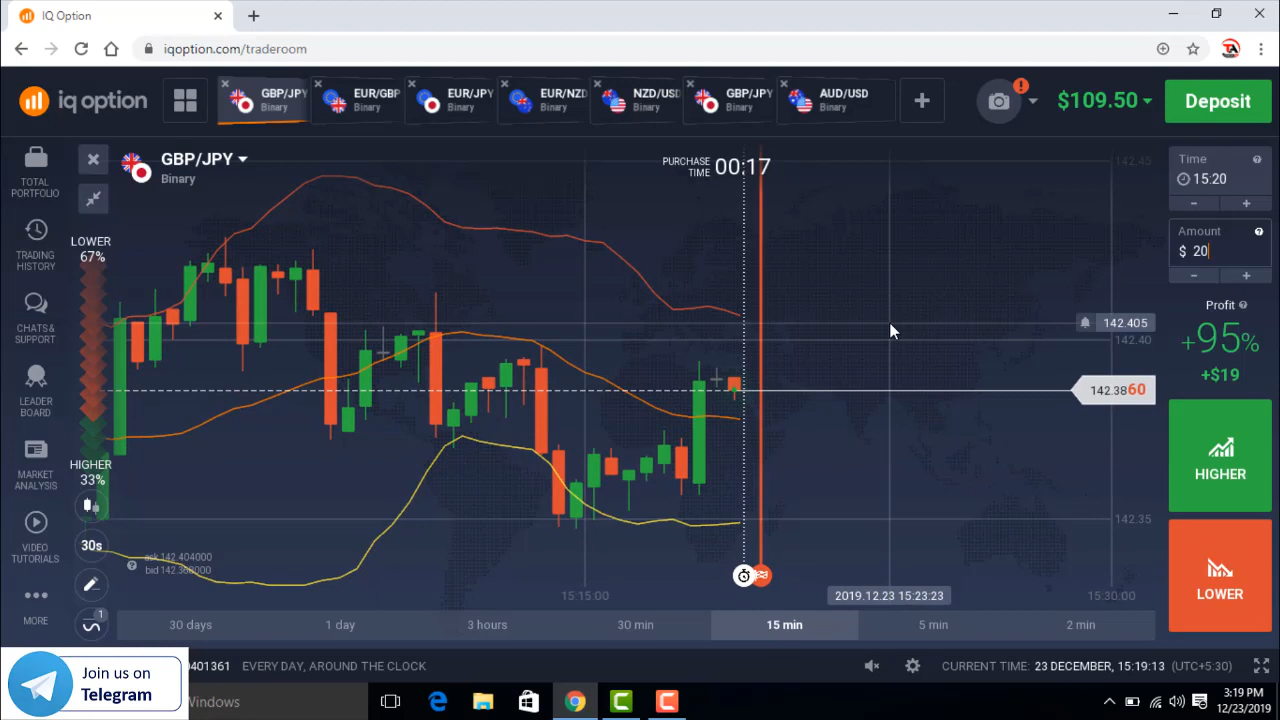 IQ Option
iqoption.com/traderoom
iq option
GBP/JPY
Binary
EUR/GBP
Binary
EUR/JPY
Binary
EUR/NZD
Binary
NZD/USD
Binary
GBP/JPY
Binary
AUD/USD
Binary
$109.50
Deposit
TOTAL
PORTFOLIO
TRADING
HISTORY
CHATS &
SUPPORT
LEADER
BOARD
MARKET
ANALYSIS
VIDEO
TUTORIALS
MORE
GBP/JPY
Binary
LOWER
67%
HIGHER
33%
30s
1
ask 142.404000
bid 142.368000
PURCHASE
TIME
00:17
142.45
142.405
142.40
142.3860
142.35
15:15:00
2019.12.23 15:23:23
15:30:00
30 days
1 day
3 hours
30 min
15 min
5 min
2 min
Time
15:20
- +
Amount
$ 20
- +
Profit
+95%
+$19
HIGHER
LOWER
0401361
EVERY DAY, AROUND THE CLOCK
CURRENT TIME: 23 DECEMBER, 15:19:13 (UTC+5:30)
Join us on
Telegram
Windows
3:19 PM
12/23/2019